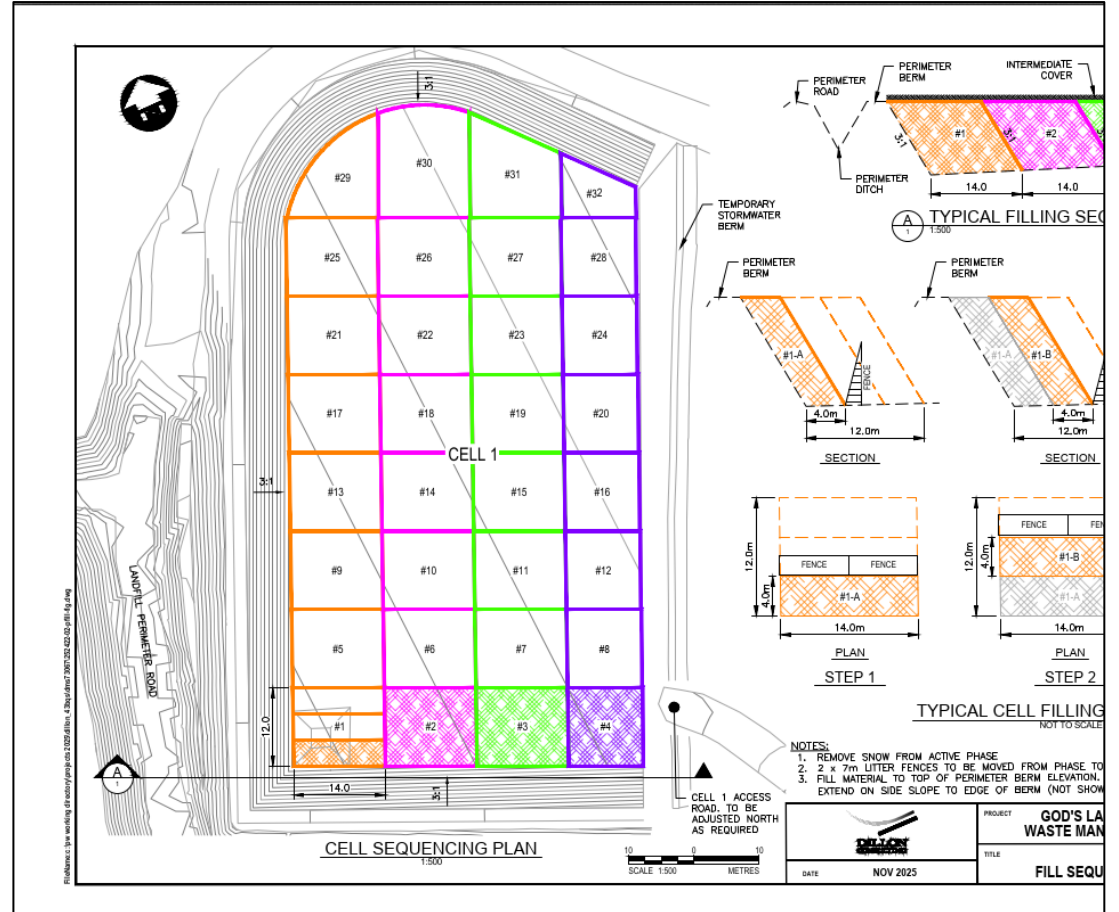 3:1
#29
#30
#31
#32
#25
#26
#27
#28
#21
#22
#23
#24
#17
#18
#19
#20
CELL 1
3:1
#13
#14
#15
#16
#9
#10
#11
#12
#5
#6
#7
#8
#1
#2
#3
#4
12.0
14.0
3:1
A
1
LANDFILL PERIMETER ROAD
CELL SEQUENCING PLAN
1:500
10 0 10
SCALE 1:500 METRES
TEMPORARY
STORMWATER
BERM
CELL 1 ACCESS
ROAD. TO BE
ADJUSTED NORTH
AS REQUIRED
PERIMETER
ROAD
PERIMETER
BERM
INTERMEDIATE
COVER
PERIMETER
DITCH
3:1
#1
3:1
#2
14.0
14.0
A
1
TYPICAL FILLING SEC
1:500
PERIMETER
BERM
#1-A
FENCE
4.0m
12.0m
SECTION
PERIMETER
BERM
#1-A
#1-B
4.0m
12.0m
SECTION
12.0m
4.0m
FENCE
FENCE
#1-A
14.0m
PLAN
STEP 1
12.0m
4.0m
FENCE
FEN
#1-B
#1-A
14.0m
PLAN
STEP 2
TYPICAL CELL FILLING
NOT TO SCALE
NOTES:
1. REMOVE SNOW FROM ACTIVE PHASE
2. 2 x 7m LITTER FENCES TO BE MOVED FROM PHASE TO
3. FILL MATERIAL TO TOP OF PERIMETER BERM ELEVATION.
EXTEND ON SIDE SLOPE TO EDGE OF BERM (NOT SHOW
DILLON
CONSULTING
DATE NOV 2025
PROJECT
GOD'S LA
WASTE MAN
TITLE
FILL SEQU